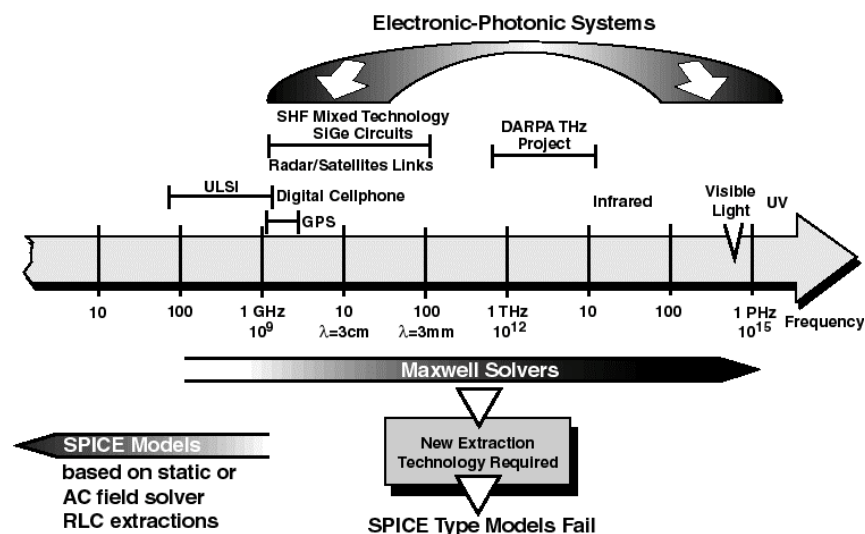 Electronic-Photonic Systems
SHF Mixed Technology
SiGe Circuits
DARPA THz
Project
Radar/Satellites Links
ULSI
Digital Cellphone
GPS
Infrared
Visible
Light
UV
10
100
1 GHz
10
100
1 THz
10
100
1 PHz
Frequency
10⁹
λ=3cm
λ=3mm
10¹²
10¹⁵
Maxwell Solvers
SPICE Models
based on static or
AC field solver
RLC extractions
New Extraction
Technology Required
SPICE Type Models Fail